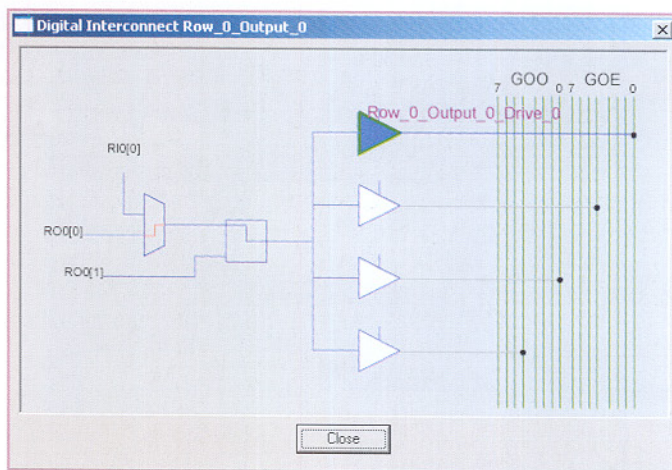 Digital Interconnect Row_0_Output_0
GOO GOE
7 0 7 0
Row_0_Output_0_Drive_0
RI0[0]
RO0[0]
RO0[1]
Close